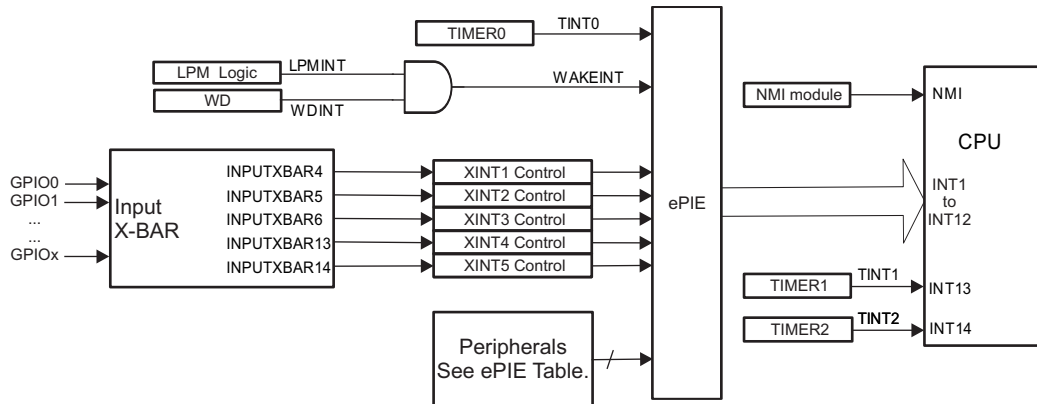 TIMER0
TINT0
LPM Logic
LPMINT
WD
WDINT
WAKEINT
GPIO0
GPIO1
...
...
GPIOx
Input
X-BAR
INPUTXBAR4
INPUTXBAR5
INPUTXBAR6
INPUTXBAR13
INPUTXBAR14
XINT1 Control
XINT2 Control
XINT3 Control
XINT4 Control
XINT5 Control
Peripherals
See ePIE Table.
ePIE
NMI module
NMI
CPU
INT1
to
INT12
TIMER1
TINT1
INT13
TIMER2
TINT2
INT14